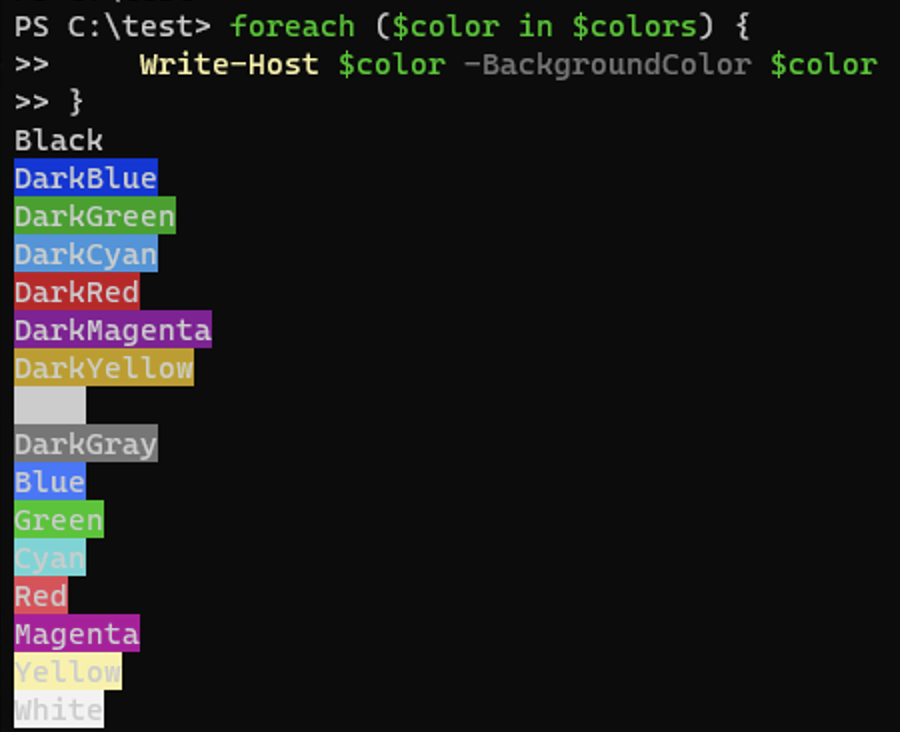 PS C:\test> foreach ($color in $colors) {
>>     Write-Host $color -BackgroundColor $color
>> }
Black
DarkBlue
DarkGreen
DarkCyan
DarkRed
DarkMagenta
DarkYellow
DarkGray
Blue
Green
Cyan
Red
Magenta
Yellow
White